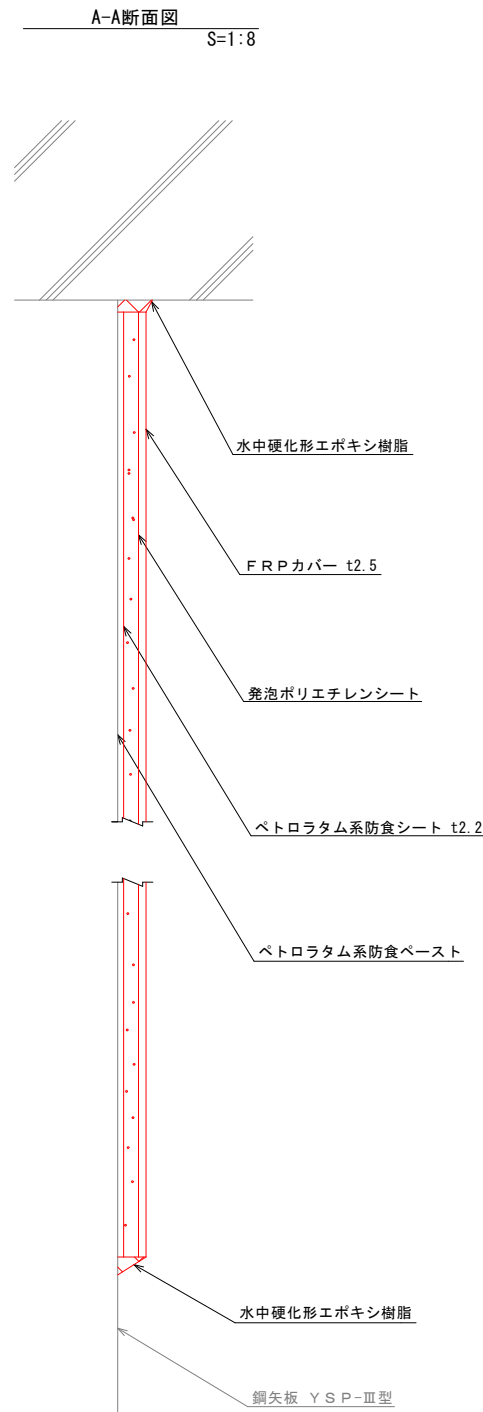 A-A断面図
S=1:8
水中硬化形エポキシ樹脂
ＦＲＰカバー t2.5
発泡ポリエチレンシート
ペトロラタム系防食シート t2.2
ペトロラタム系防食ペースト
水中硬化形エポキシ樹脂
鋼矢板 ＹＳＰ-Ⅲ型